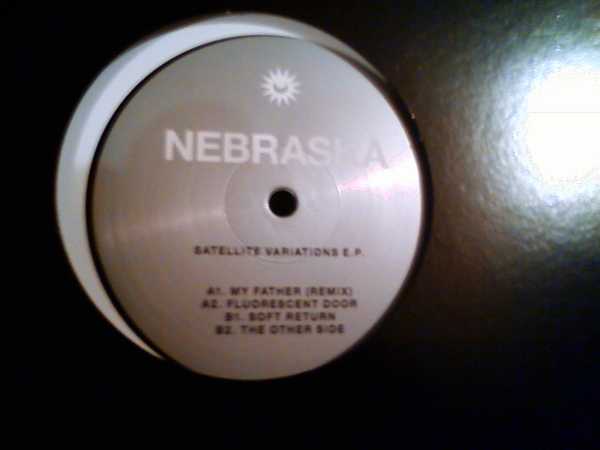 NEBRASKA
SATELLITE VARIATIONS E.P.
A1. MY FATHER (REMIX)
A2. FLUORESCENT DOOR
B1. SOFT RETURN
B2. THE OTHER SIDE